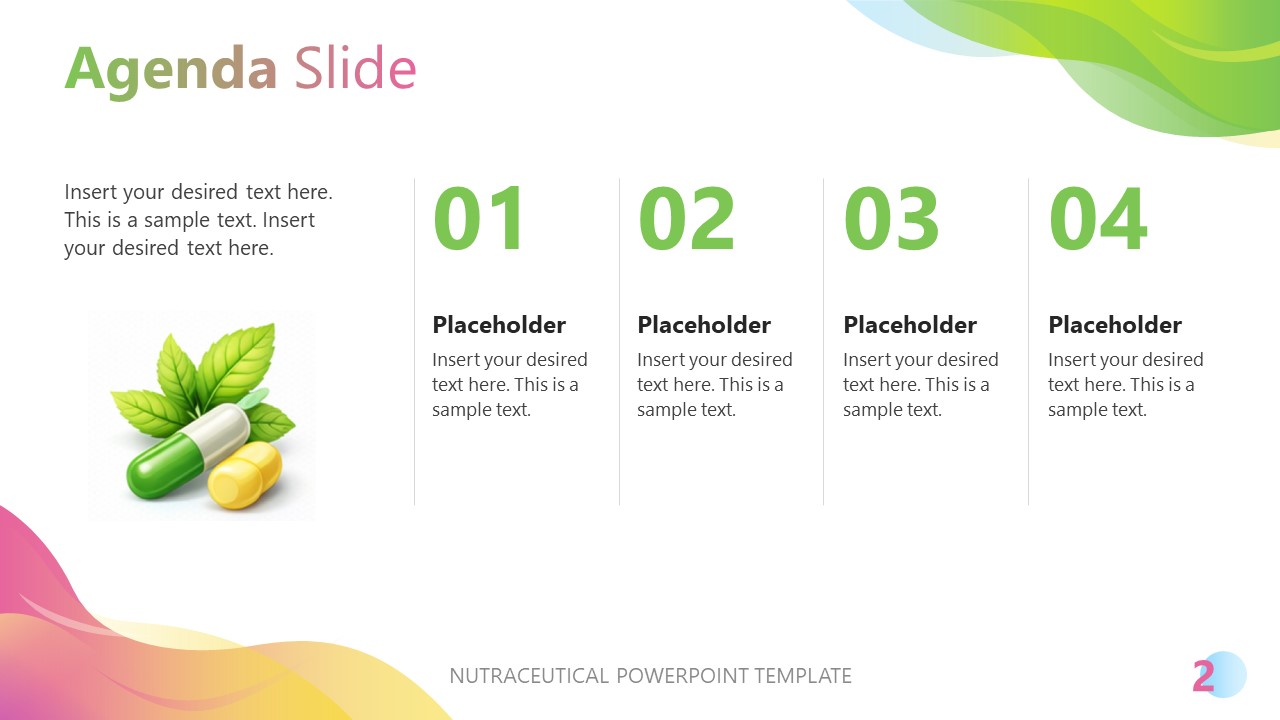 Agenda Slide
Insert your desired text here.
This is a sample text. Insert
your desired text here.
01
Placeholder
Insert your desired
text here. This is a
sample text.
02
Placeholder
Insert your desired
text here. This is a
sample text.
03
Placeholder
Insert your desired
text here. This is a
sample text.
04
Placeholder
Insert your desired
text here. This is a
sample text.
NUTRACEUTICAL POWERPOINT TEMPLATE
2